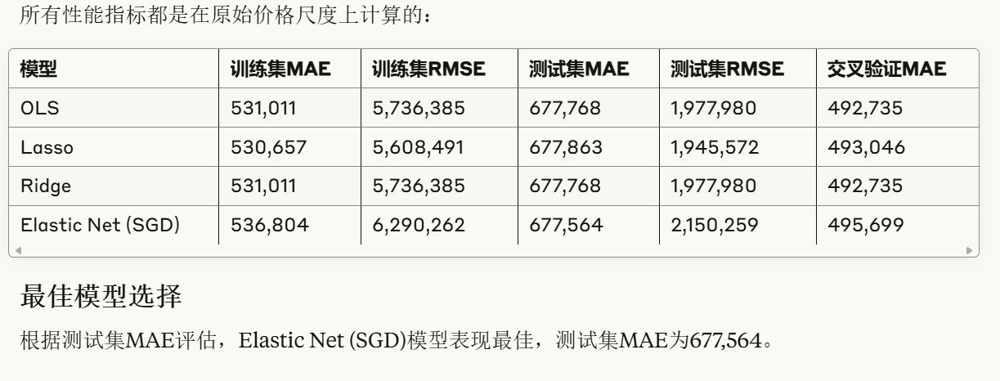 所有性能指标都是在原始价格尺度上计算的：
模型 训练集MAE 训练集RMSE 测试集MAE 测试集RMSE 交叉验证MAE
OLS 531,011 5,736,385 677,768 1,977,980 492,735
Lasso 530,657 5,608,491 677,863 1,945,572 493,046
Ridge 531,011 5,736,385 677,768 1,977,980 492,735
Elastic Net (SGD) 536,804 6,290,262 677,564 2,150,259 495,699
最佳模型选择
根据测试集MAE评估，Elastic Net (SGD)模型表现最佳，测试集MAE为677,564。